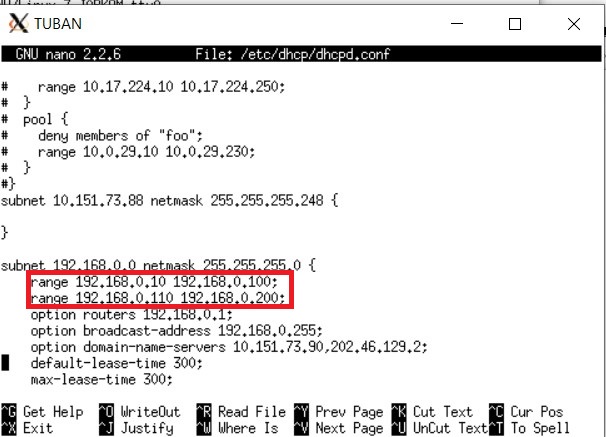 TUBAN
GNU nano 2.2.6 File: /etc/dhcp/dhcpd.conf
# range 10.17.224.10 10.17.224.250;
# }
# pool {
# deny members of "foo";
# range 10.0.29.10 10.0.29.230;
# }
#}
subnet 10.151.73.88 netmask 255.255.255.248 {
}
subnet 192.168.0.0 netmask 255.255.255.0 {
range 192.168.0.10 192.168.0.100;
range 192.168.0.110 192.168.0.200;
option routers 192.168.0.1;
option broadcast-address 192.168.0.255;
option domain-name-servers 10.151.73.90,202.46.129.2;
default-lease-time 300;
max-lease-time 300;
^G Get Help ^O WriteOut ^R Read File ^Y Prev Page ^K Cut Text ^C Cur Pos
^X Exit ^J Justify ^W Where Is ^V Next Page ^U UnCut Text ^T To Spell